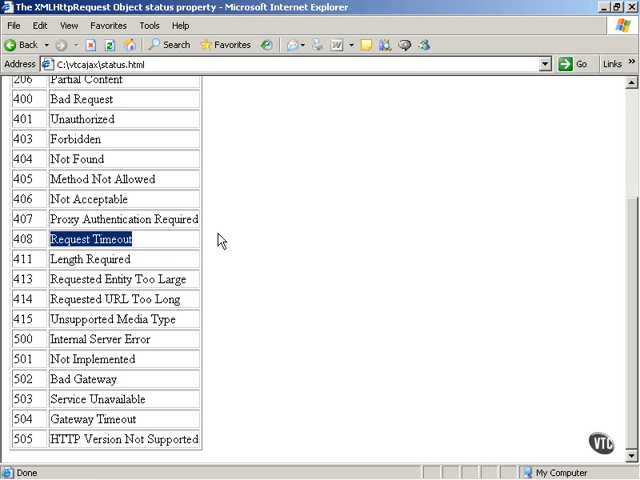 The XMLHttpRequest Object status property - Microsoft Internet Explorer
File Edit View Favorites Tools Help
Back Search Favorites
Address C:\vtcajax\status.html Go Links »
206 Partial Content
400 Bad Request
401 Unauthorized
403 Forbidden
404 Not Found
405 Method Not Allowed
406 Not Acceptable
407 Proxy Authentication Required
408 Request Timeout
411 Length Required
413 Requested Entity Too Large
414 Requested URL Too Long
415 Unsupported Media Type
500 Internal Server Error
501 Not Implemented
502 Bad Gateway
503 Service Unavailable
504 Gateway Timeout
505 HTTP Version Not Supported
VTC
Done My Computer